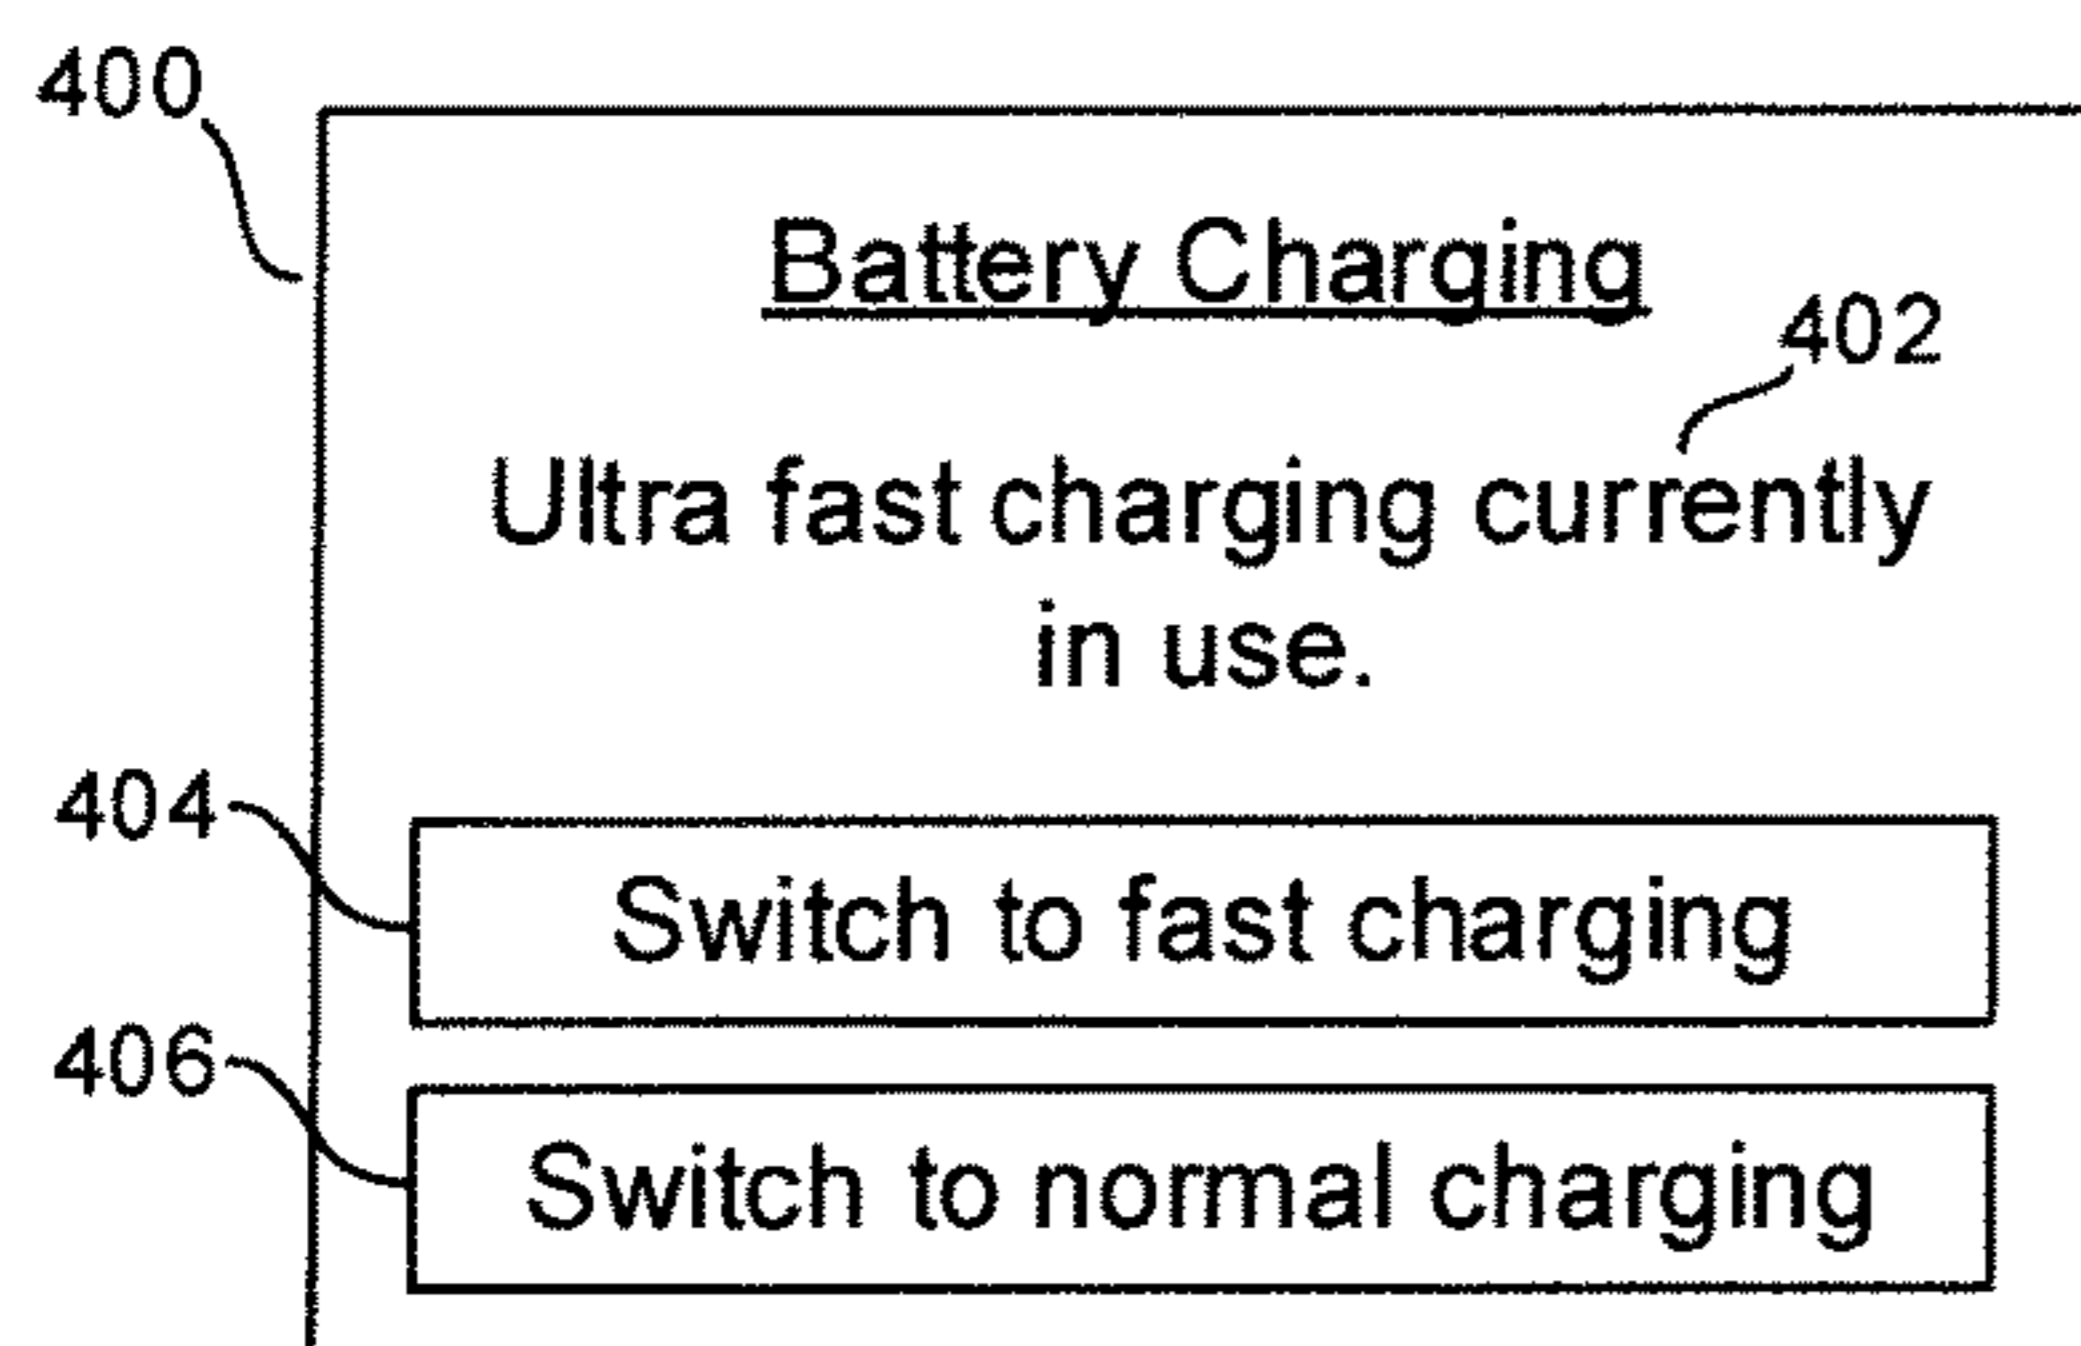 400
Battery Charging
402
Ultra fast charging currently
in use.
404
Switch to fast charging
406
Switch to normal charging